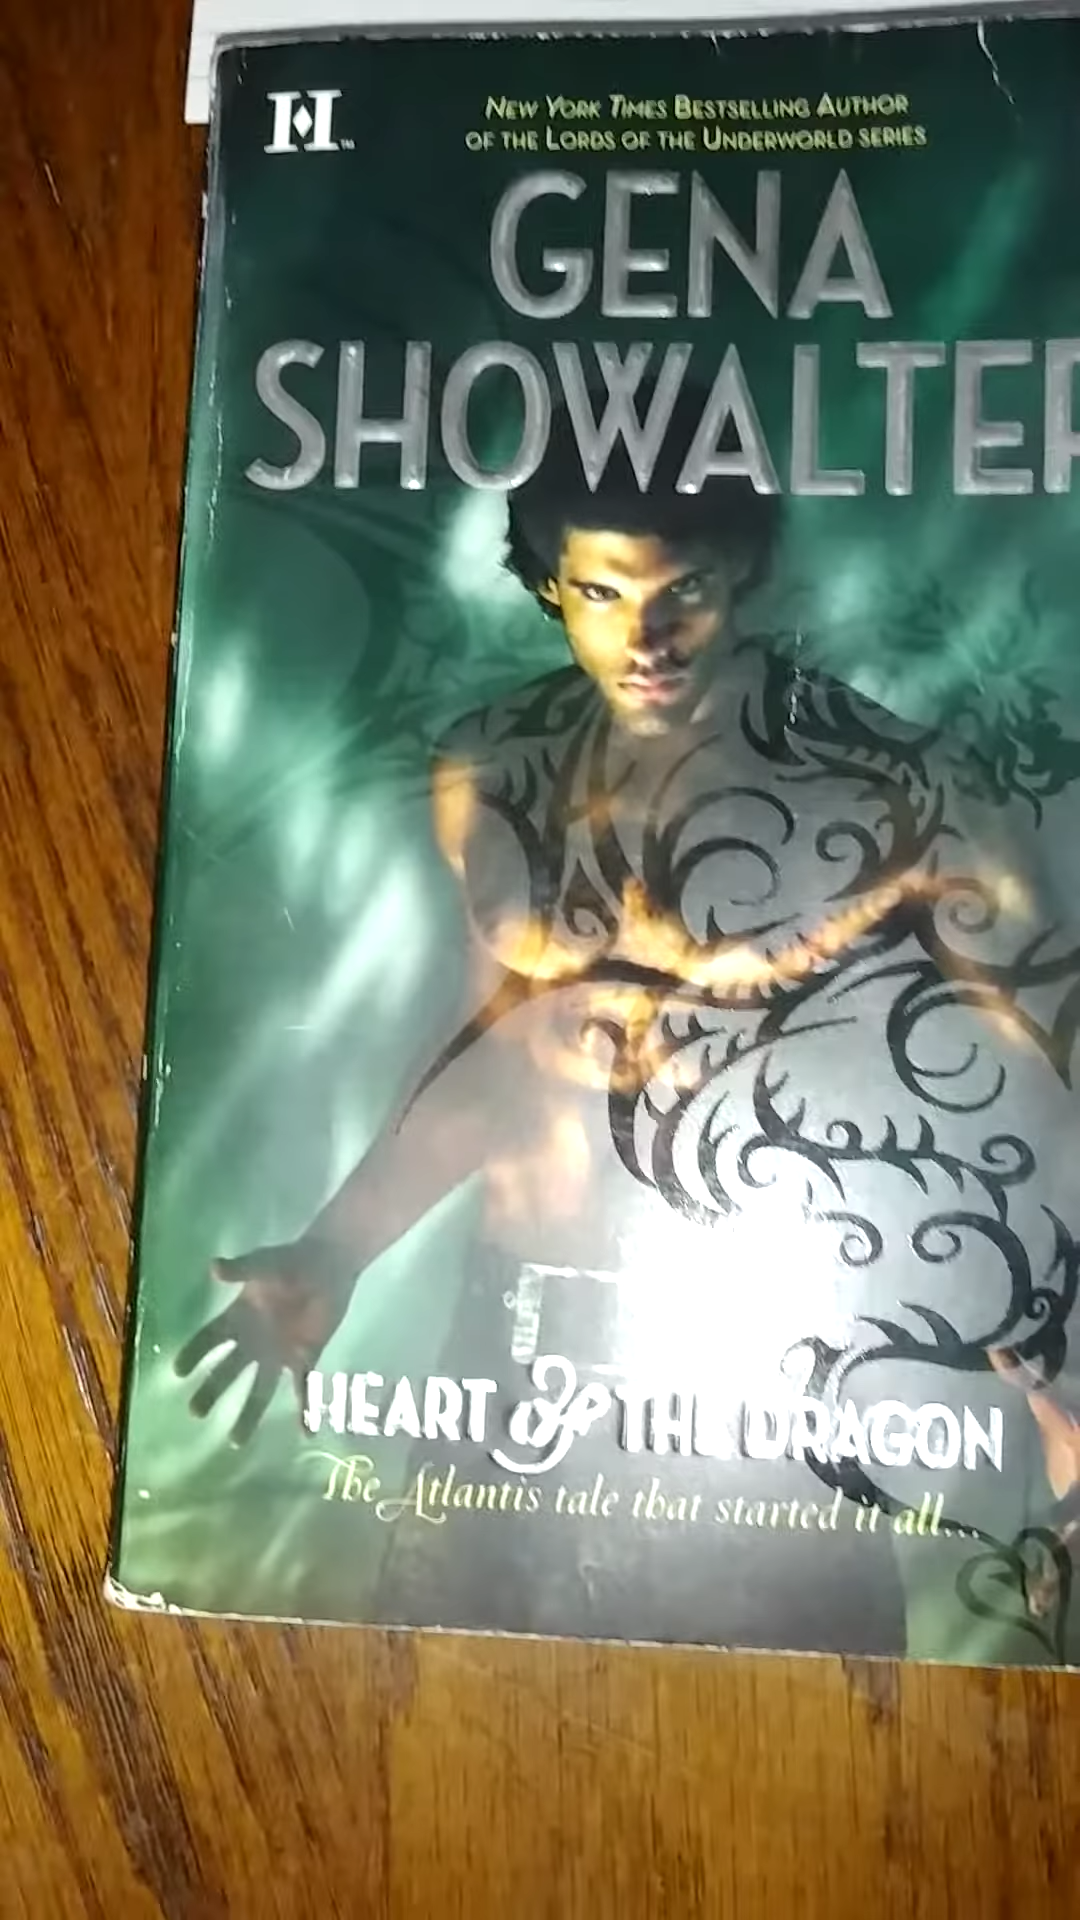 H™
NEW YORK TIMES BESTSELLING AUTHOR
OF THE LORDS OF THE UNDERWORLD SERIES
GENA
SHOWALTER
HEART OF THE DRAGON
The Atlantis tale that started it all...